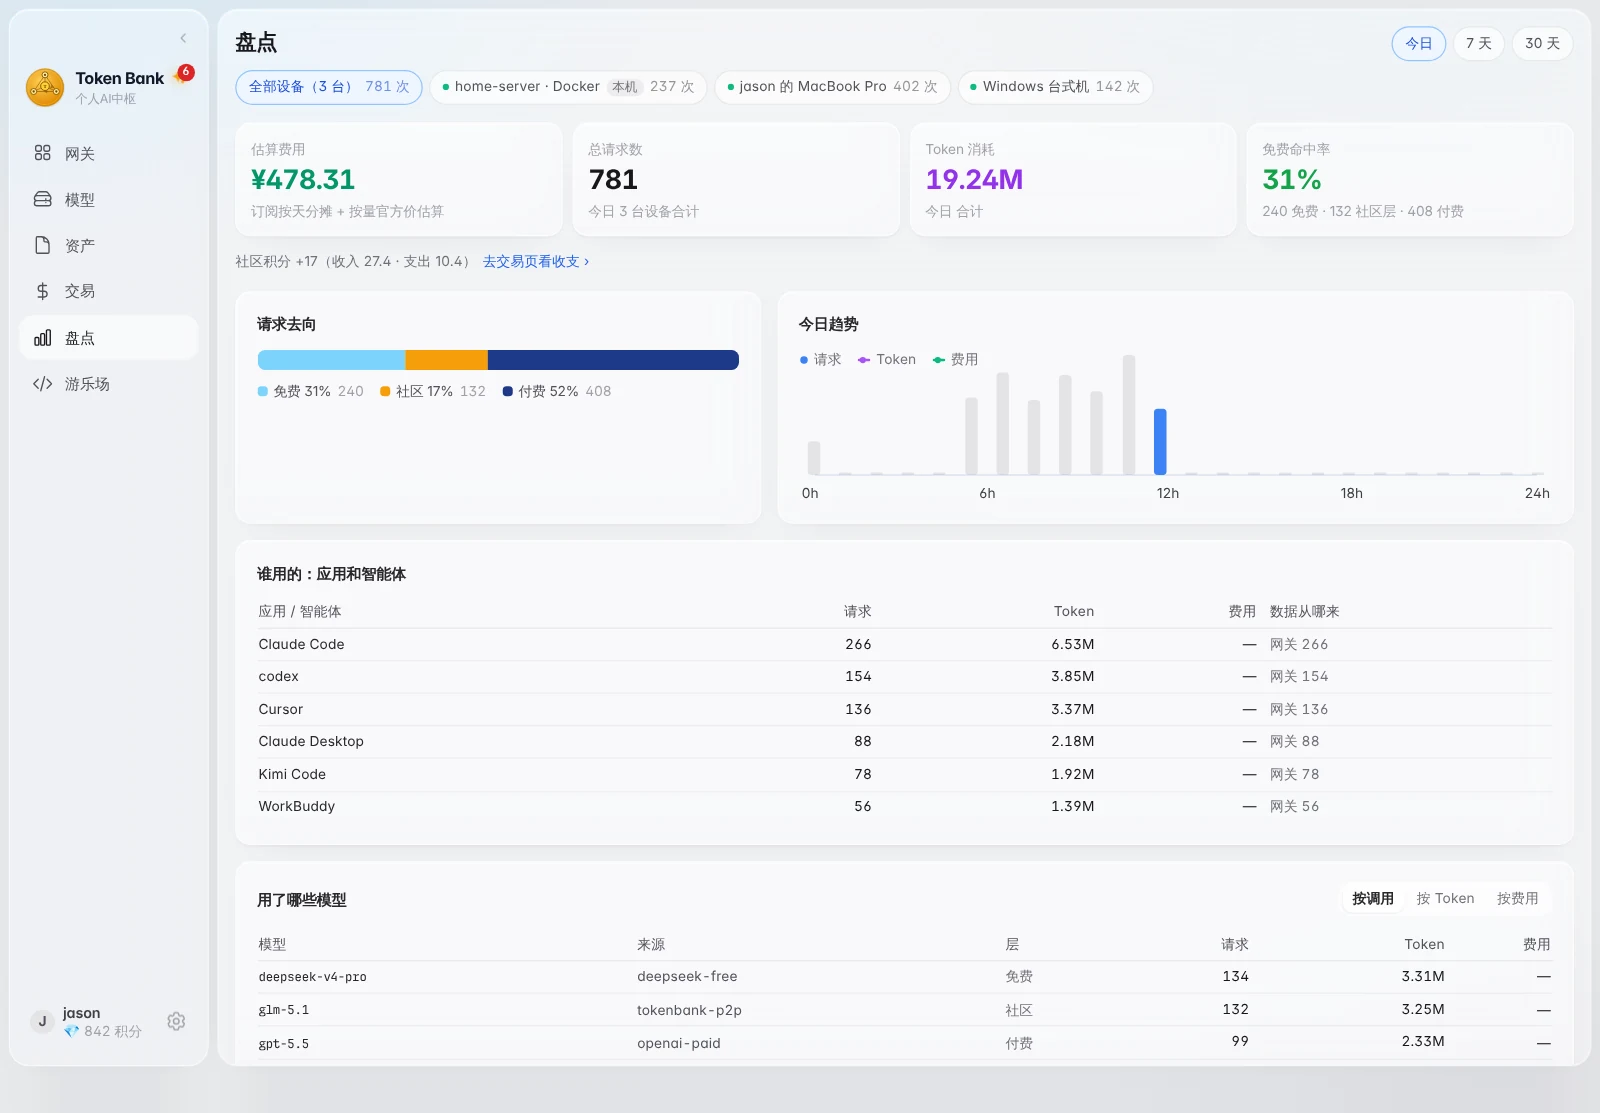 盘点
今日 7 天 30 天
Token Bank 6
个人AI中枢
网关
模型
资产
交易
盘点
游乐场
J jason
842 积分
全部设备（3 台） 781 次 home-server · Docker 本机 237 次 jason 的 MacBook Pro 402 次 Windows 台式机 142 次
估算费用
¥478.31
订阅按天分摊 + 按量官方价估算
总请求数
781
今日 3 台设备合计
Token 消耗
19.24M
今日 合计
免费命中率
31%
240 免费 · 132 社区层 · 408 付费
社区积分 +17（收入 27.4 · 支出 10.4） 去交易页看收支 ›
请求去向
免费 31% 240 社区 17% 132 付费 52% 408
今日趋势
请求 Token 费用
0h 6h 12h 18h 24h
谁用的：应用和智能体
应用 / 智能体 请求 Token 费用 数据从哪来
Claude Code 266 6.53M — 网关 266
codex 154 3.85M — 网关 154
Cursor 136 3.37M — 网关 136
Claude Desktop 88 2.18M — 网关 88
Kimi Code 78 1.92M — 网关 78
WorkBuddy 56 1.39M — 网关 56
用了哪些模型
按调用 按 Token 按费用
模型 来源 层 请求 Token 费用
deepseek-v4-pro deepseek-free 免费 134 3.31M —
glm-5.1 tokenbank-p2p 社区 132 3.25M —
gpt-5.5 openai-paid 付费 99 2.33M —